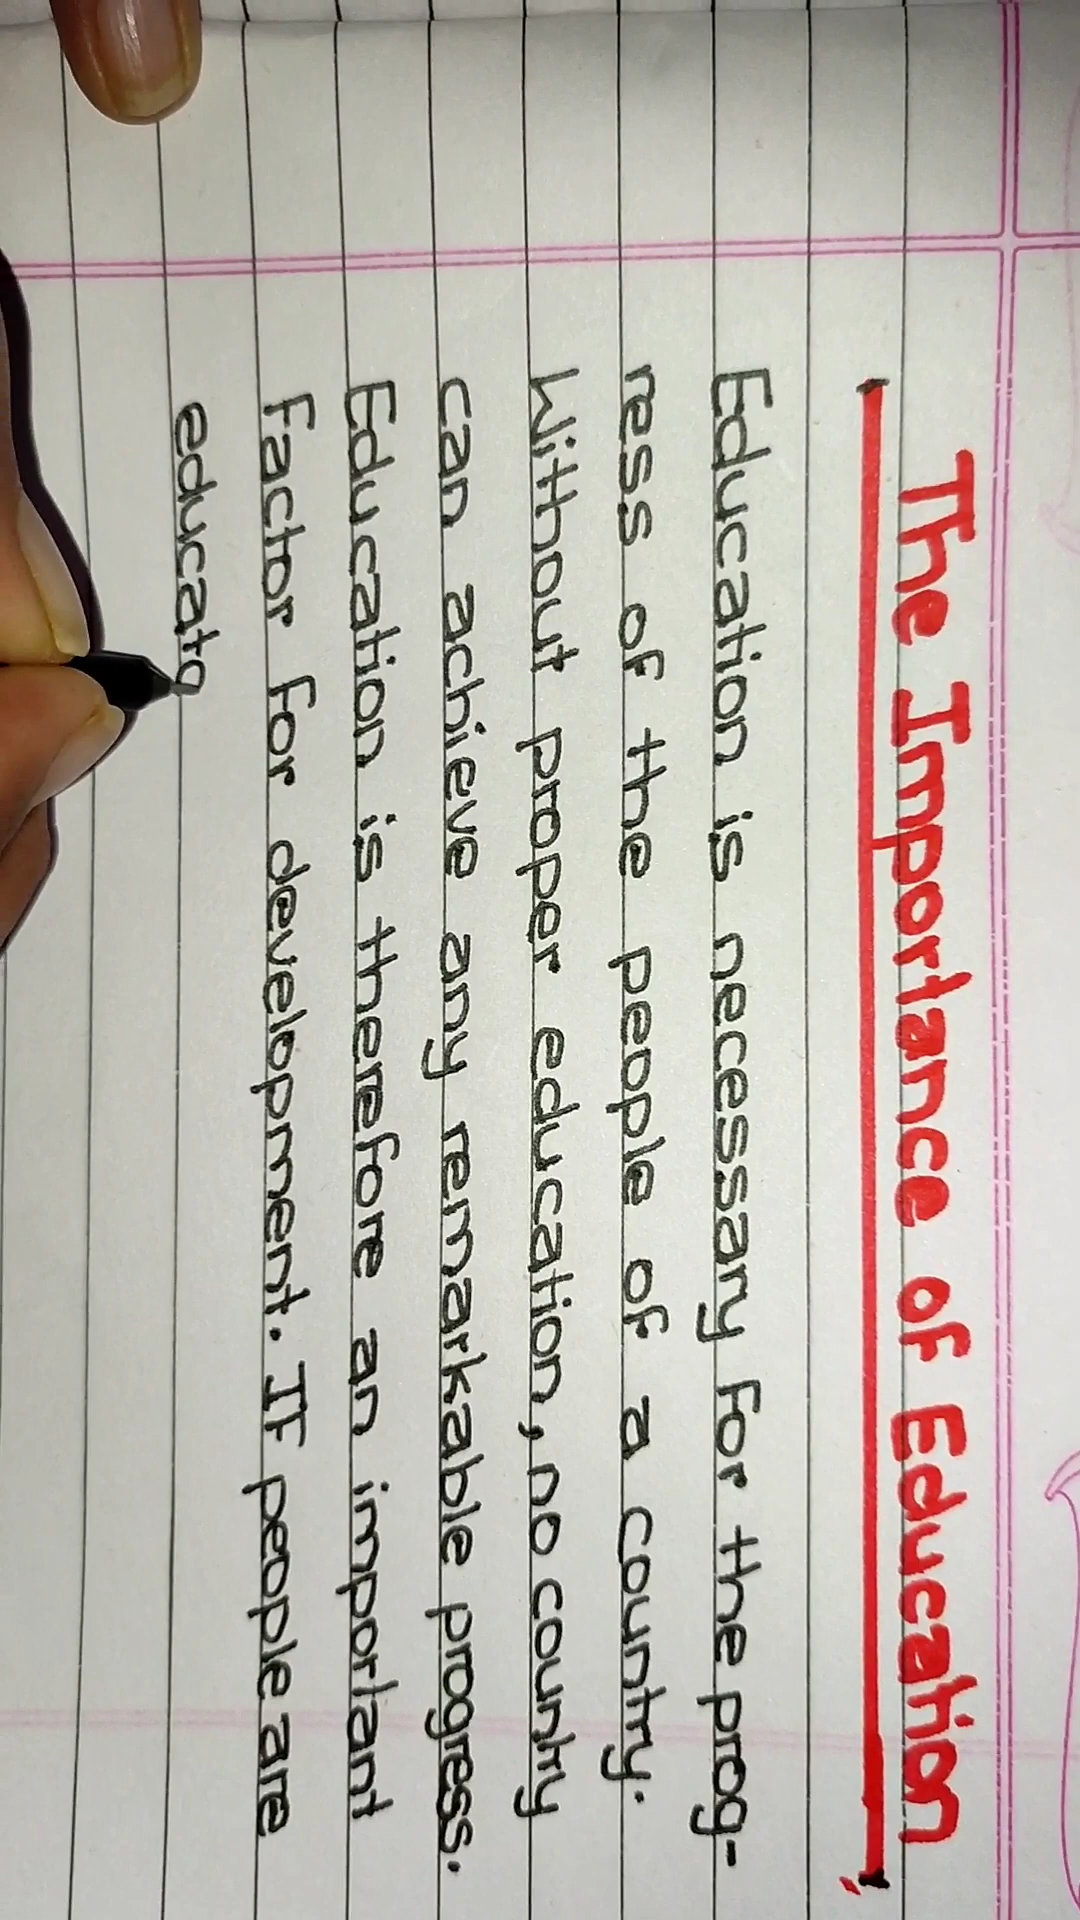 The Importance of Education
Education is necessary for the prog-
ress of the people of a country.
Without proper education, no country
can achieve any remarkable progress.
Education is therefore an important
factor for development. If people are
educate